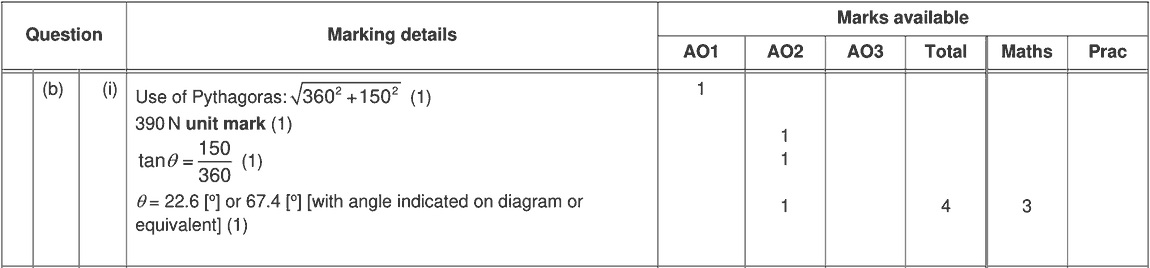 Question Marking details Marks available
AO1 AO2 AO3 Total Maths Prac
(b) (i) Use of Pythagoras: √360² + 150² (1) 1
390 N unit mark (1) 1
tanθ = 150/360 (1) 1
θ = 22.6 [º] or 67.4 [º] [with angle indicated on diagram or 1 4 3
equivalent] (1)